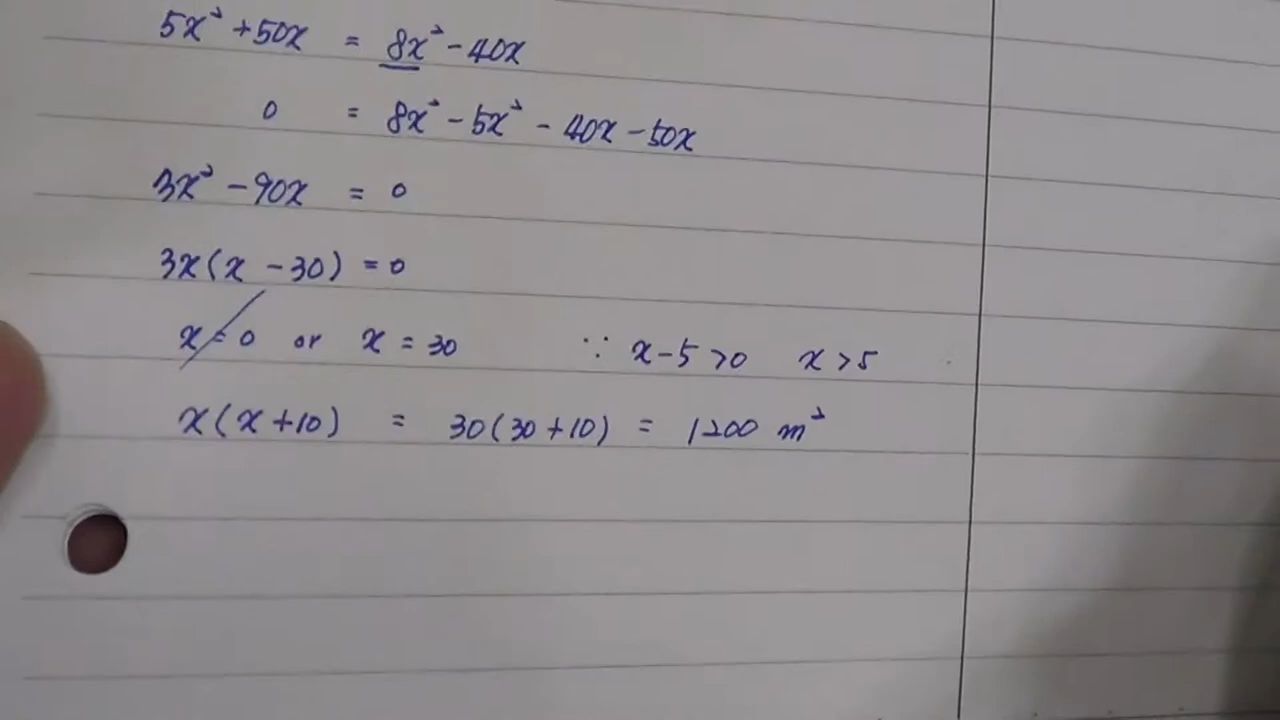 5x² + 50x = 8x² - 40x
0 = 8x² - 5x² - 40x - 50x
3x² - 90x = 0
3x(x - 30) = 0
x = 0 or x = 30 ∵ x - 5 > 0 x > 5
x(x + 10) = 30(30 + 10) = 1200 m²